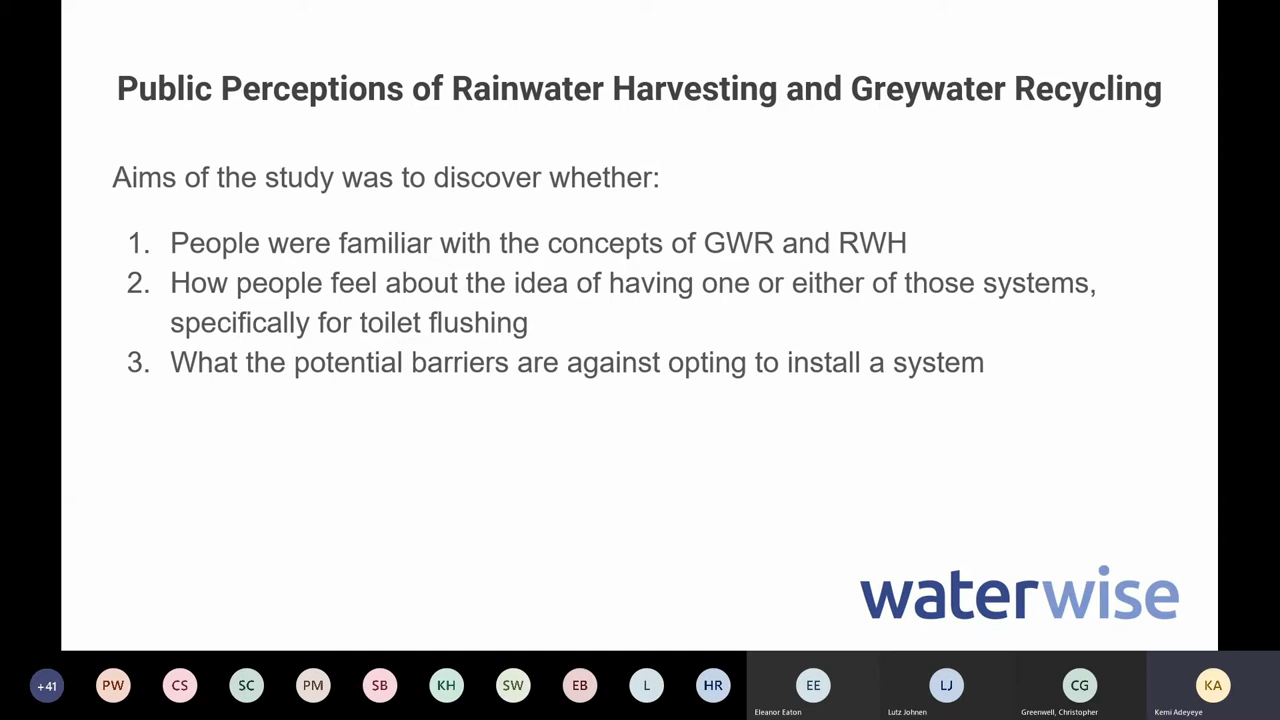 Public Perceptions of Rainwater Harvesting and Greywater Recycling
Aims of the study was to discover whether:
1. People were familiar with the concepts of GWR and RWH
2. How people feel about the idea of having one or either of those systems,
specifically for toilet flushing
3. What the potential barriers are against opting to install a system
waterwise
+41 PW CS SC PM SB KH SW EB L HR EE LJ CG KA
Eleanor Eaton Lutz Johnen Greenwell, Christopher Kemi Adeyeye